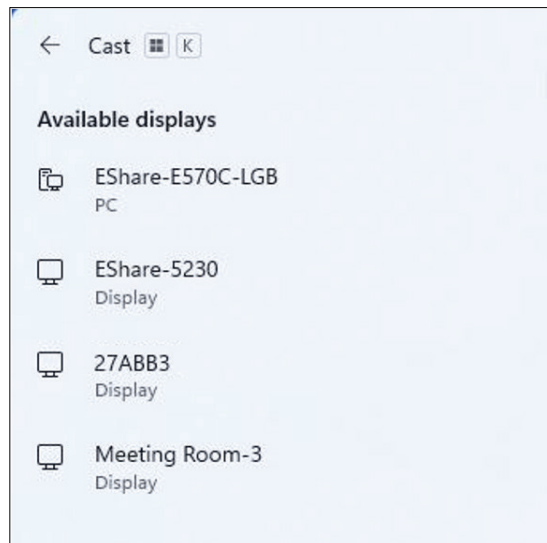 Cast K
Available displays
EShare-E570C-LGB
PC
EShare-5230
Display
27ABB3
Display
Meeting Room-3
Display